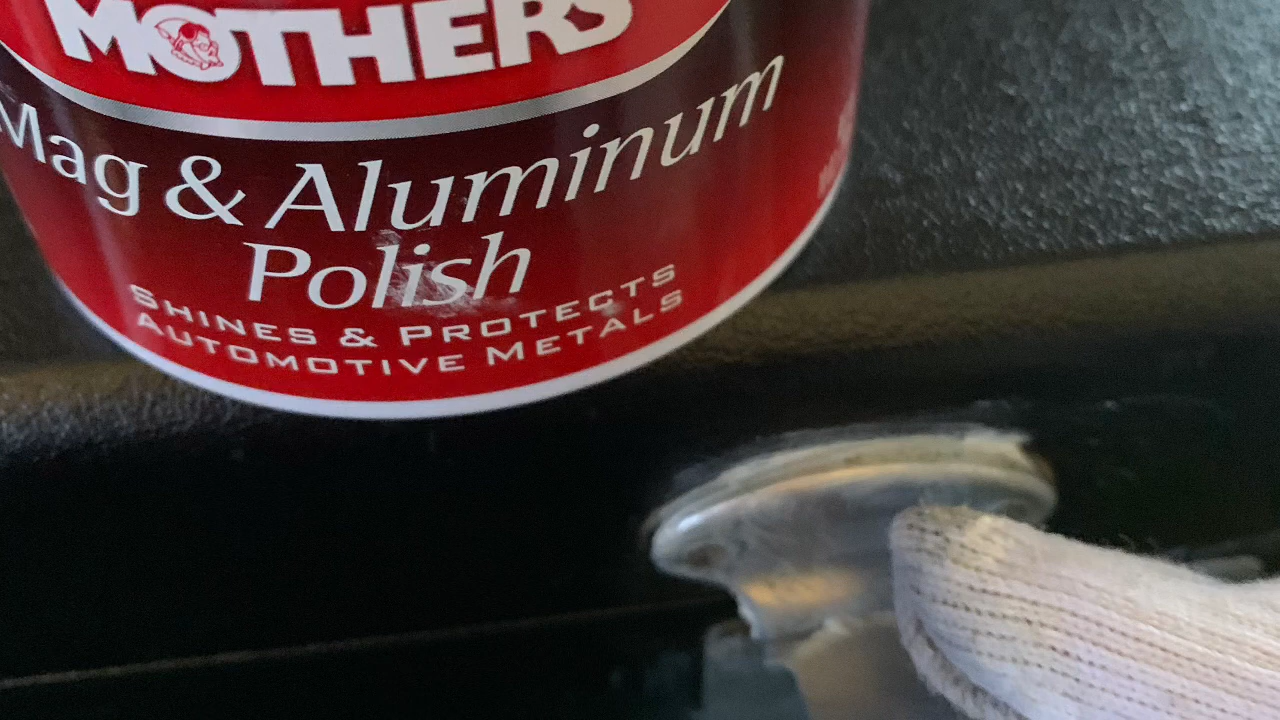 MOTHERS
Mag & Aluminum
Polish
SHINES & PROTECTS
AUTOMOTIVE METALS